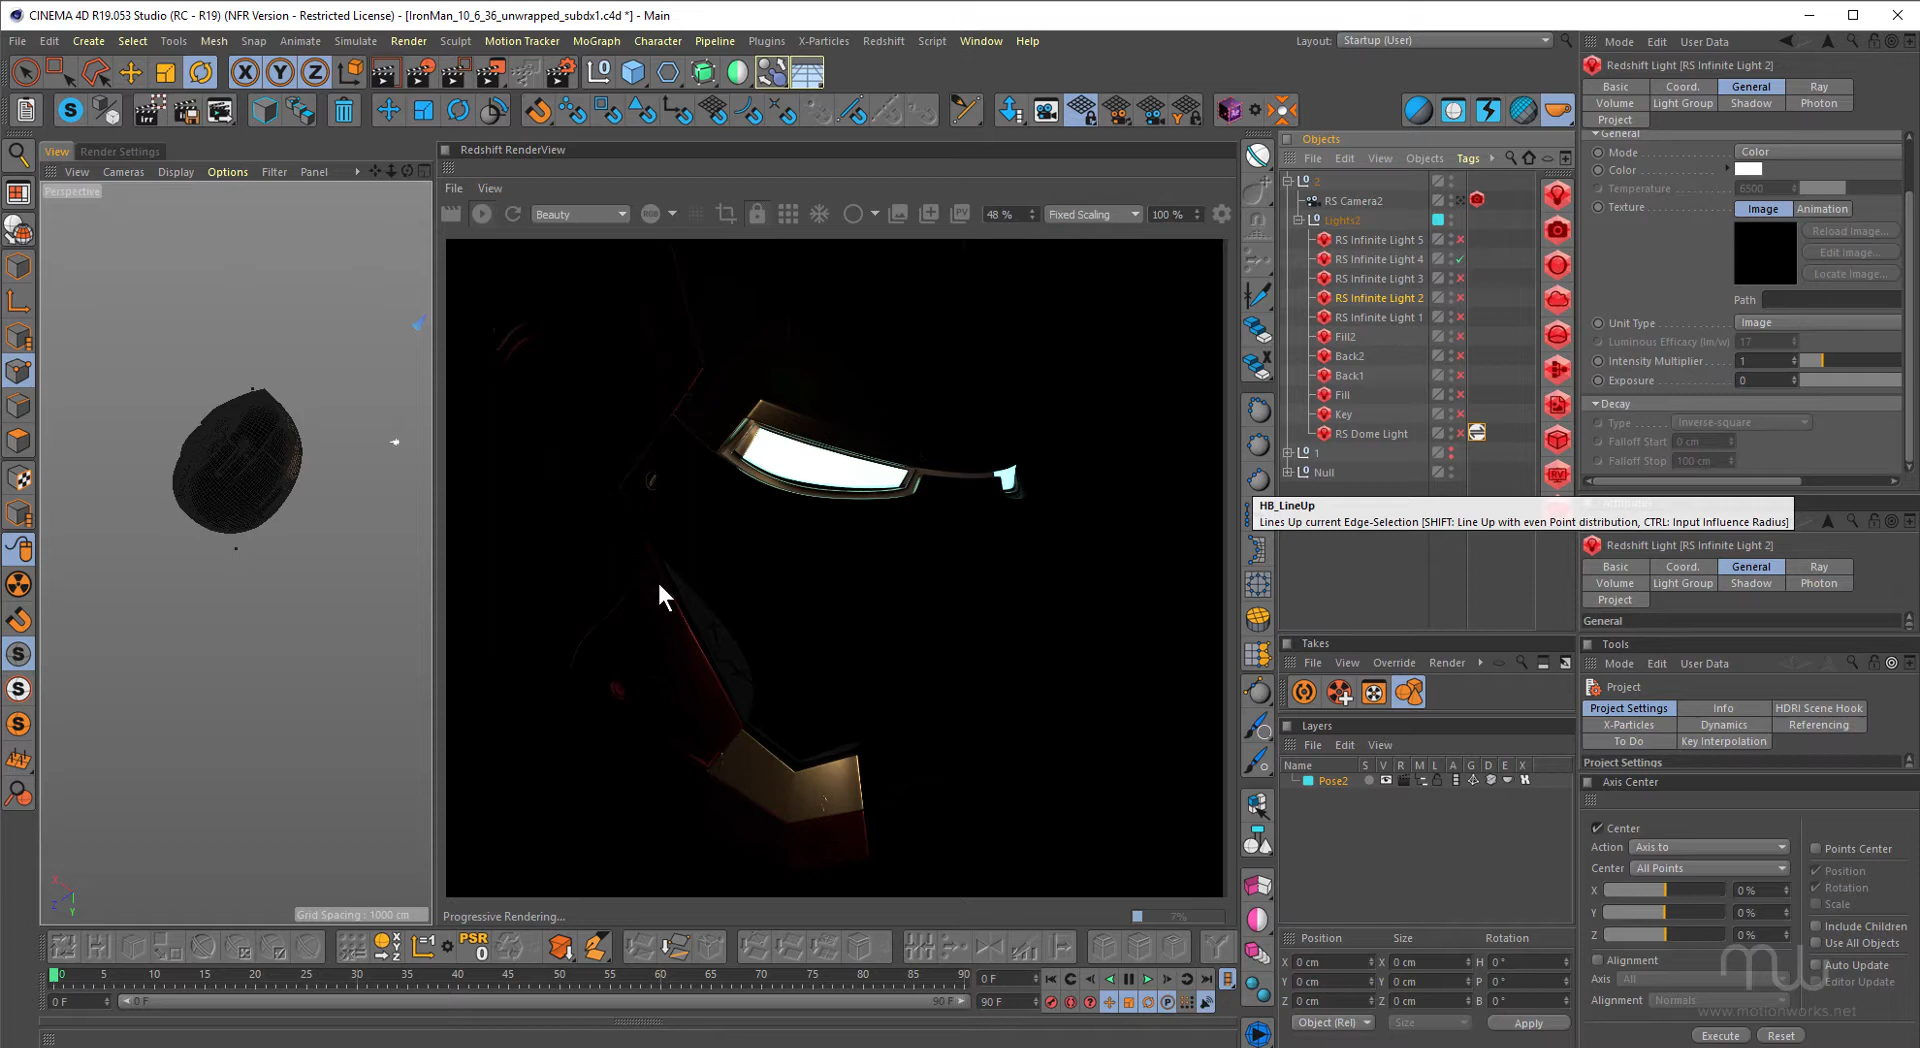 CINEMA 4D R19.053 Studio (RC - R19) (NFR Version - Restricted License) - [IronMan_10_6_36_unwrapped_subdx1.c4d *] - Main
File Edit Create Select Tools Mesh Snap Animate Simulate Render Sculpt Motion Tracker MoGraph Character Pipeline Plugins X-Particles Redshift Script Window Help
Layout: Startup (User)
Mode Edit User Data
Redshift Light [RS Infinite Light 2]
Basic Coord. General Ray
Volume Light Group Shadow Photon
Project
General
Mode Color
Color
Temperature 6500
Texture Image Animation
Reload Image...
Edit Image...
Locate Image...
Path
Unit Type Image
Luminous Efficacy (lm/w) 17
Intensity Multiplier 1
Exposure 0
Decay
Type Inverse-square
Falloff Start 0 cm
Falloff Stop 100 cm
View Render Settings
View Cameras Display Options Filter Panel
Perspective
Grid Spacing : 1000 cm
Redshift RenderView
File View
Beauty RGB PV 48 % Fixed Scaling 100 %
Progressive Rendering...
7%
Objects
File Edit View Objects Tags
2
RS Camera2
Lights2
RS Infinite Light 5
RS Infinite Light 4
RS Infinite Light 3
RS Infinite Light 2
RS Infinite Light 1
Fill2
Back2
Back1
Fill
Key
RS Dome Light
1
Null
HB_LineUp
Lines Up current Edge-Selection [SHIFT: Line Up with even Point distribution, CTRL: Input Influence Radius]
Redshift Light [RS Infinite Light 2]
Basic Coord. General Ray
Volume Light Group Shadow Photon
Project
General
Takes
File View Override Render
Layers
File Edit View
Name S V R M L A G D E X
Pose2
Tools
Mode Edit User Data
Project
Project Settings Info HDRI Scene Hook
X-Particles Dynamics Referencing
To Do Key Interpolation
Project Settings
Axis Center
Center
Action Axis to Points Center
Center All Points Position
X 0 % Rotation
Scale
Y 0 % Include Children
Z 0 % Use All Objects
Alignment Auto Update
Axis All Editor Update
Alignment Normals
www.motionworks.net
Execute Reset
Position Size Rotation
X 0 cm X 0 cm H 0 °
Y 0 cm Y 0 cm P 0 °
Z 0 cm Z 0 cm B 0 °
Object (Rel) Size Apply
PSR
0
0 5 10 15 20 25 30 35 40 45 50 55 60 65 70 75 80 85 90 0 F
0 F 0 F 90 F 90 F